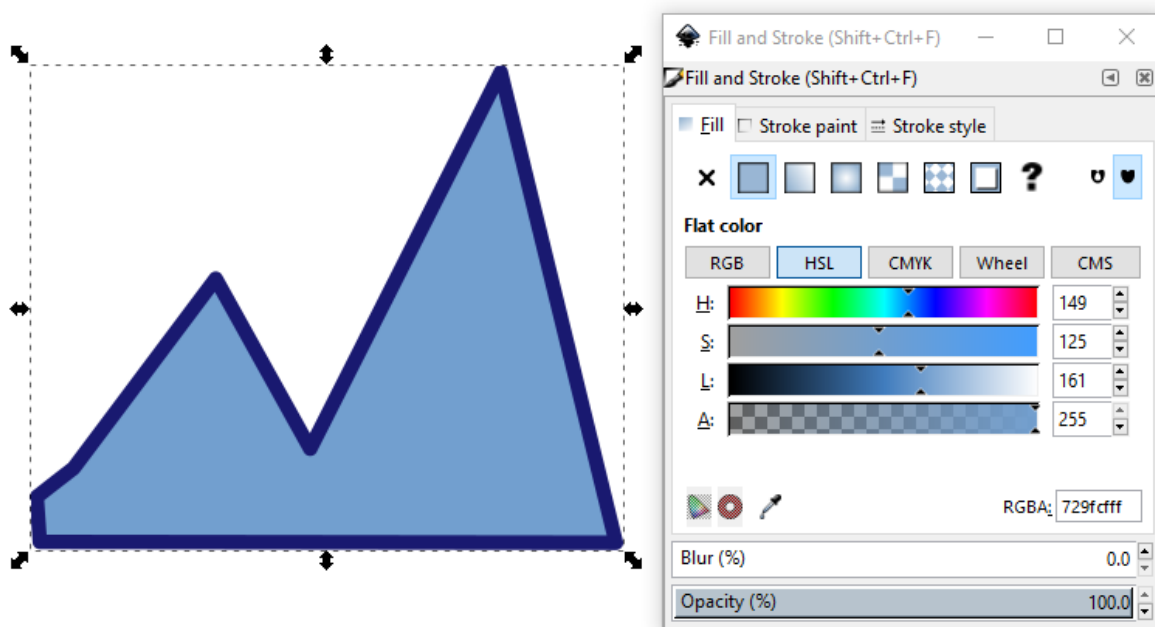 Fill and Stroke (Shift+Ctrl+F)
Fill and Stroke (Shift+Ctrl+F)
Fill Stroke paint Stroke style
?
Flat color
RGB HSL CMYK Wheel CMS
H: 149
S: 125
L: 161
A: 255
RGBA: 729fcfff
Blur (%) 0.0
Opacity (%) 100.0